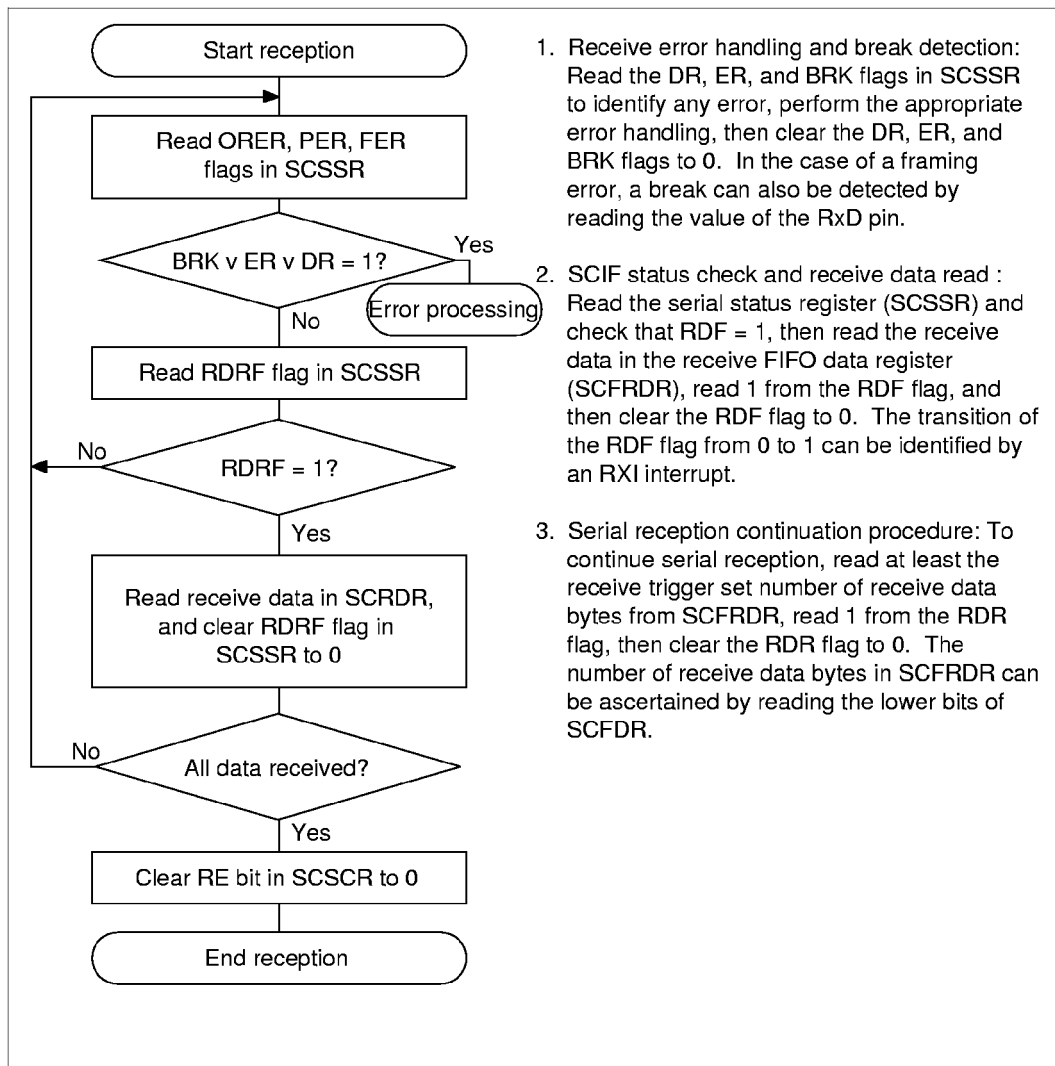 Start reception
Read ORER, PER, FER
flags in SCSSR
BRK v ER v DR = 1?
Yes
Error processing
No
Read RDRF flag in SCSSR
No
RDRF = 1?
Yes
Read receive data in SCRDR,
and clear RDRF flag in
SCSSR to 0
No
All data received?
Yes
Clear RE bit in SCSCR to 0
End reception
1. Receive error handling and break detection:
Read the DR, ER, and BRK flags in SCSSR
to identify any error, perform the appropriate
error handling, then clear the DR, ER, and
BRK flags to 0. In the case of a framing
error, a break can also be detected by
reading the value of the RxD pin.
2. SCIF status check and receive data read :
Read the serial status register (SCSSR) and
check that RDF = 1, then read the receive
data in the receive FIFO data register
(SCFRDR), read 1 from the RDF flag, and
then clear the RDF flag to 0. The transition of
the RDF flag from 0 to 1 can be identified by
an RXI interrupt.
3. Serial reception continuation procedure: To
continue serial reception, read at least the
receive trigger set number of receive data
bytes from SCFRDR, read 1 from the RDR
flag, then clear the RDR flag to 0. The
number of receive data bytes in SCFRDR can
be ascertained by reading the lower bits of
SCFDR.